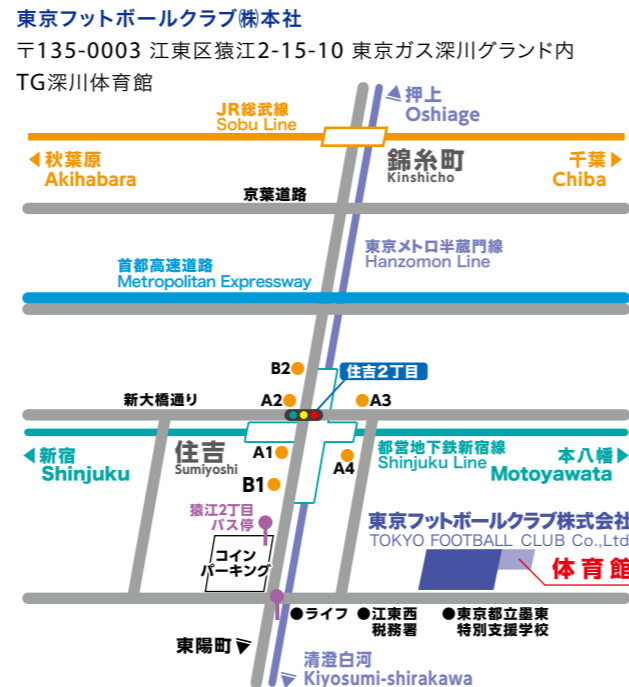 東京フットボールクラブ㈱本社
〒135-0003 江東区猿江2-15-10 東京ガス深川グランド内
TG深川体育館
押上
Oshiage
JR総武線
Sobu Line
秋葉原
Akihabara
錦糸町
Kinshicho
千葉
Chiba
京葉道路
東京メトロ半蔵門線
Hanzomon Line
首都高速道路
Metropolitan Expressway
B2
住吉2丁目
新大橋通り
A2
A3
新宿
Shinjuku
住吉
Sumiyoshi
A1
A4
都営地下鉄新宿線
Shinjuku Line
本八幡
Motoyawata
B1
猿江2丁目
バス停
東京フットボールクラブ株式会社
TOKYO FOOTBALL CLUB Co.,Ltd
コイン
パーキング
体育館
ライフ
江東西
税務署
東京都立墨東
特別支援学校
東陽町
清澄白河
Kiyosumi-shirakawa